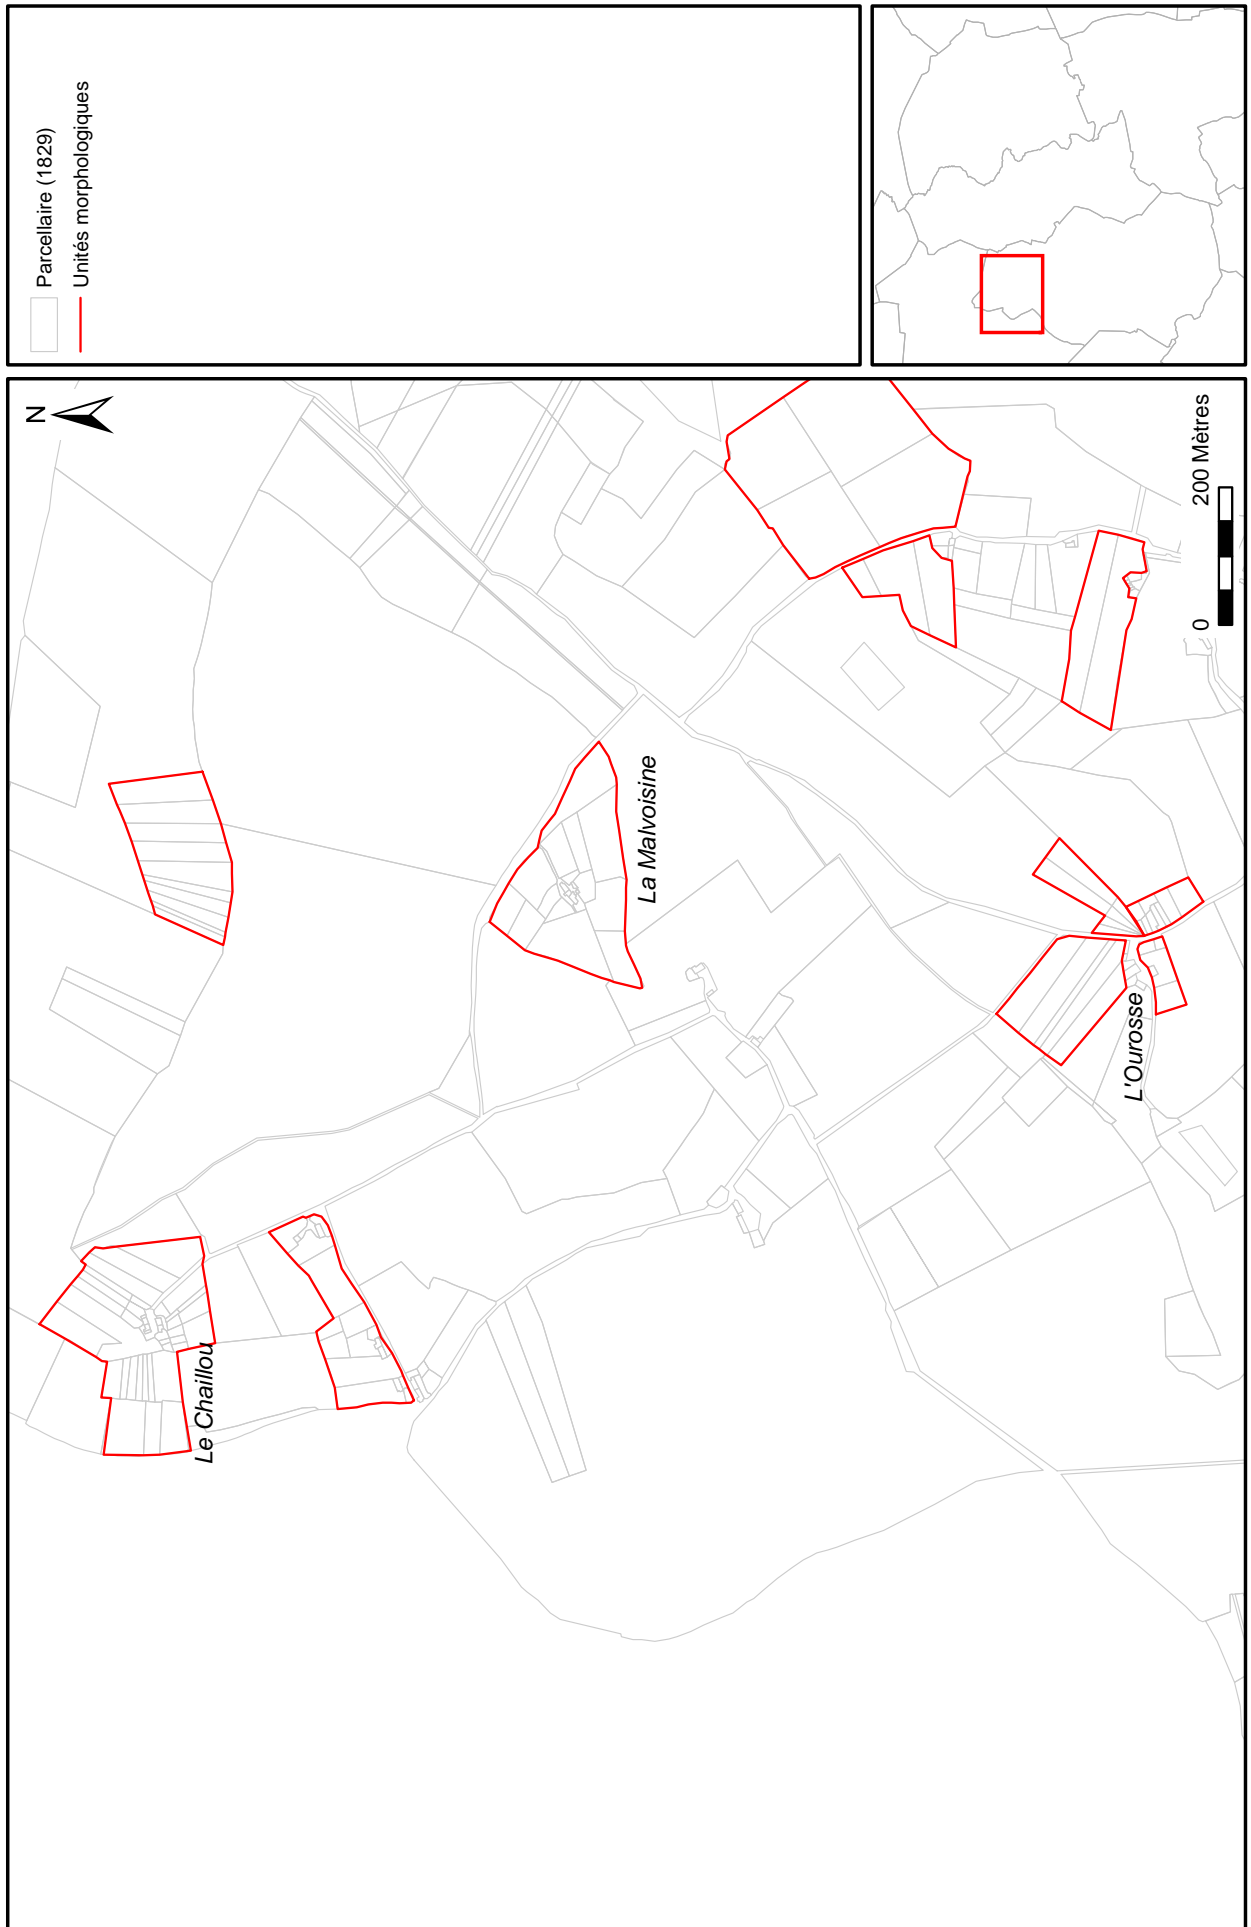 Parcellaire (1829)
Unités morphologiques
N
Le Chaillou
La Malvoisine
L'Ourosse
0 200 Mètres